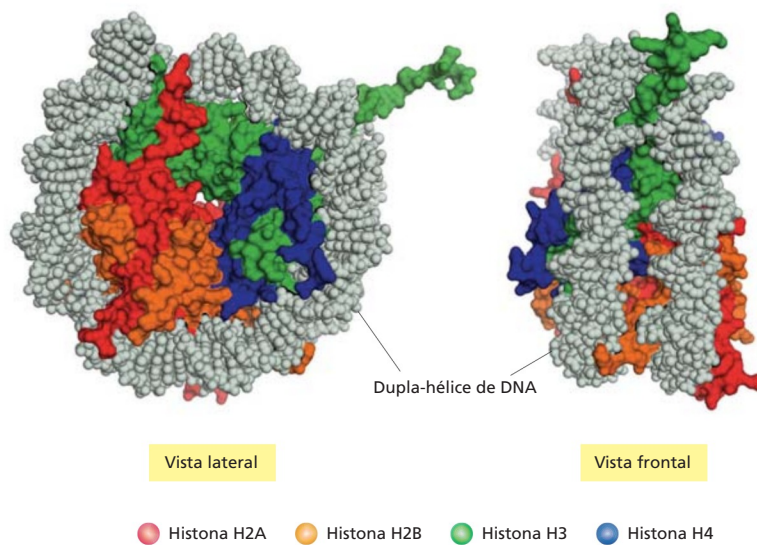 Dupla-hélice de DNA
Vista lateral
Vista frontal
Histona H2A
Histona H2B
Histona H3
Histona H4